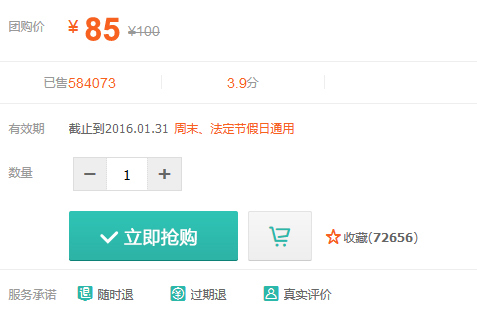 团购价 ¥ 85 ¥100
已售584073 3.9分
有效期 截止到2016.01.31 周末、法定节假日通用
数量 − 1 +
立即抢购 收藏(72656)
服务承诺 退 随时退 过期退 真实评价